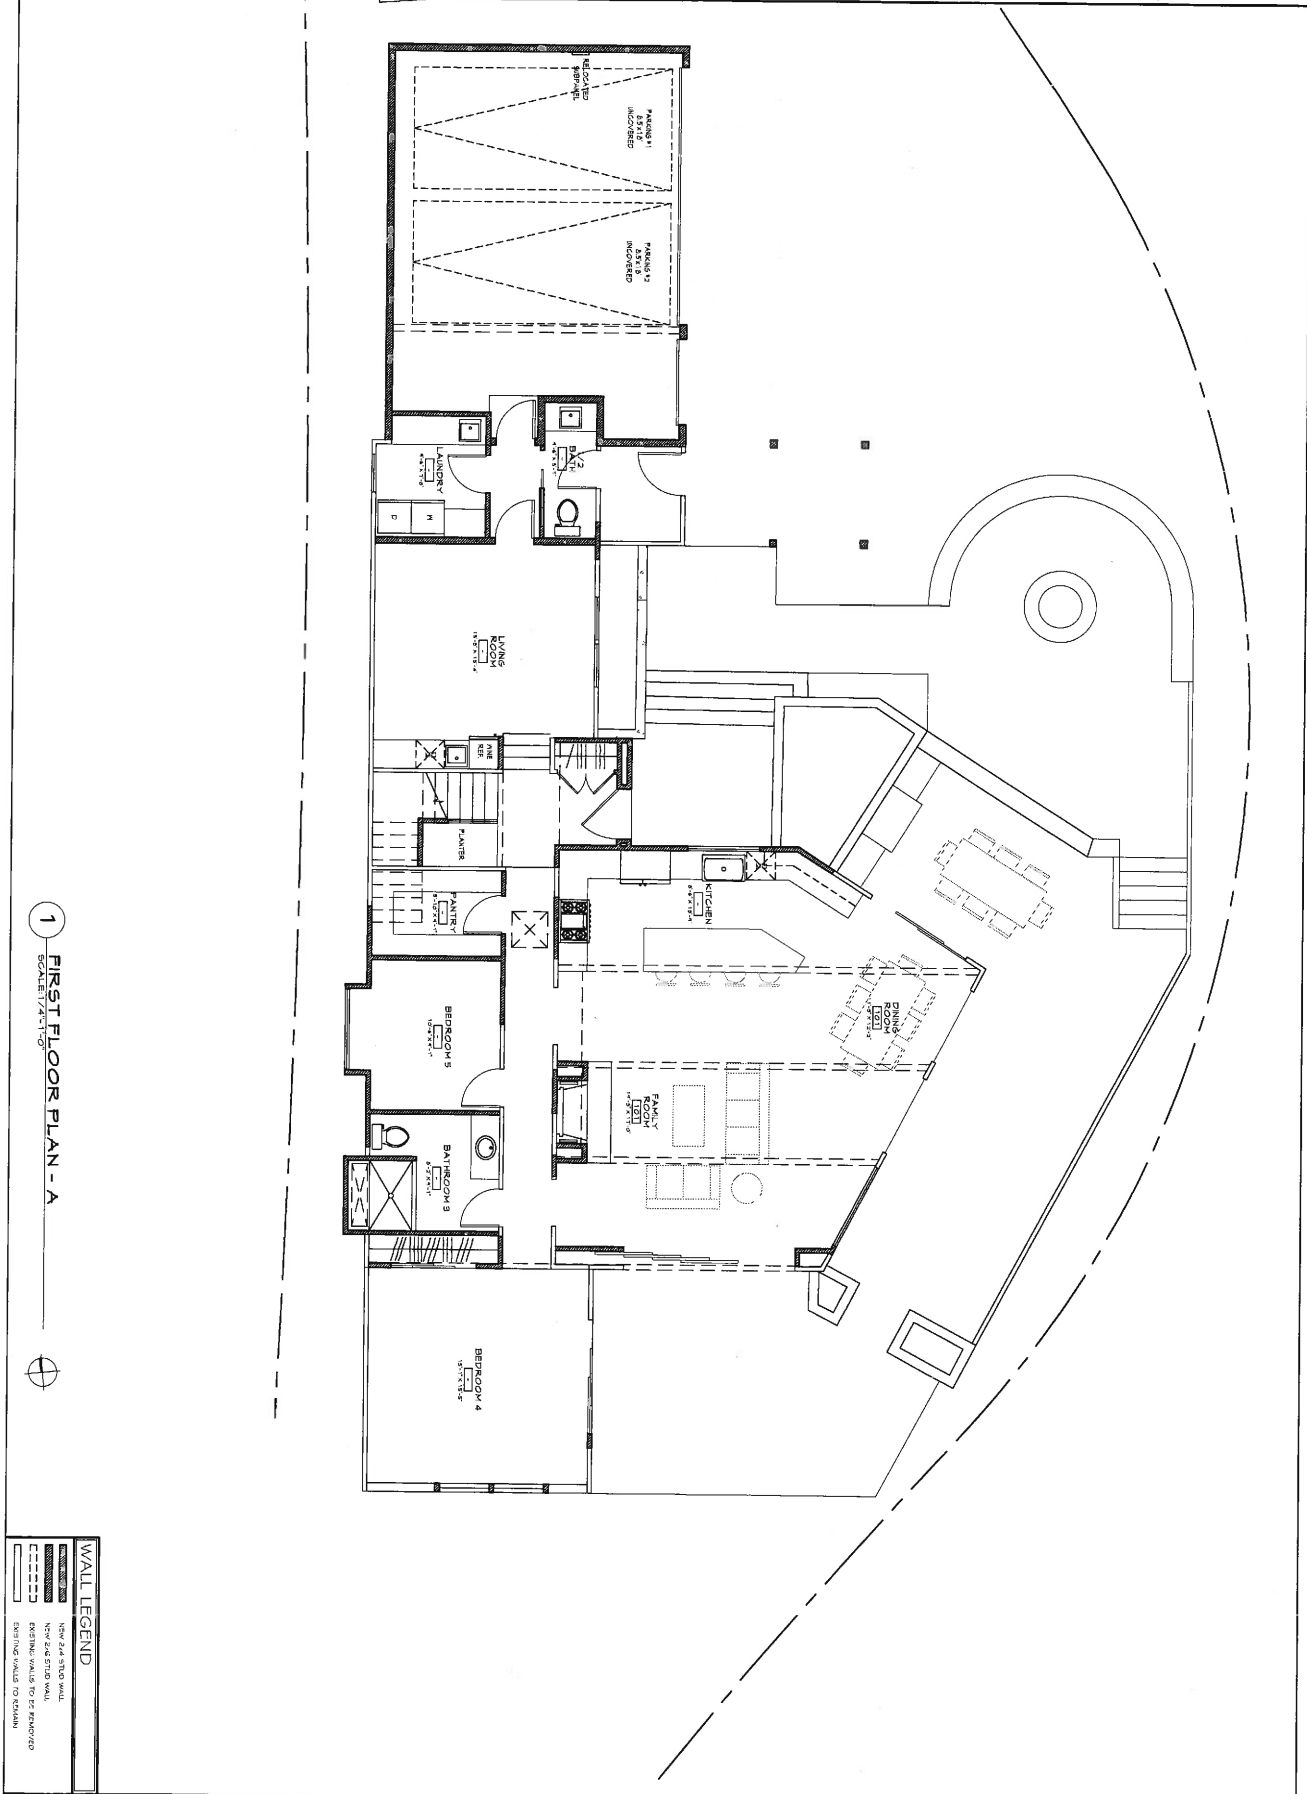 RELOCATED
SUBPANEL
PARKING #1
8.5'x18'
UNCOVERED
PARKING #2
8.5'x18'
UNCOVERED
1/2
BATH
LAUNDRY
D
W
LIVING
ROOM
WINE
REF.
PLANTER
PANTRY
KITCHEN
DINING
ROOM
101
FAMILY
ROOM
101
BEDROOM 5
BATHROOM 3
BEDROOM 4
1
FIRST FLOOR PLAN - A
SCALE: 1/4"=1'-0"
WALL LEGEND
NEW 2x4 STUD WALL
NEW 2x6 STUD WALL
EXISTING WALLS TO BE REMOVED
EXISTING WALLS TO REMAIN